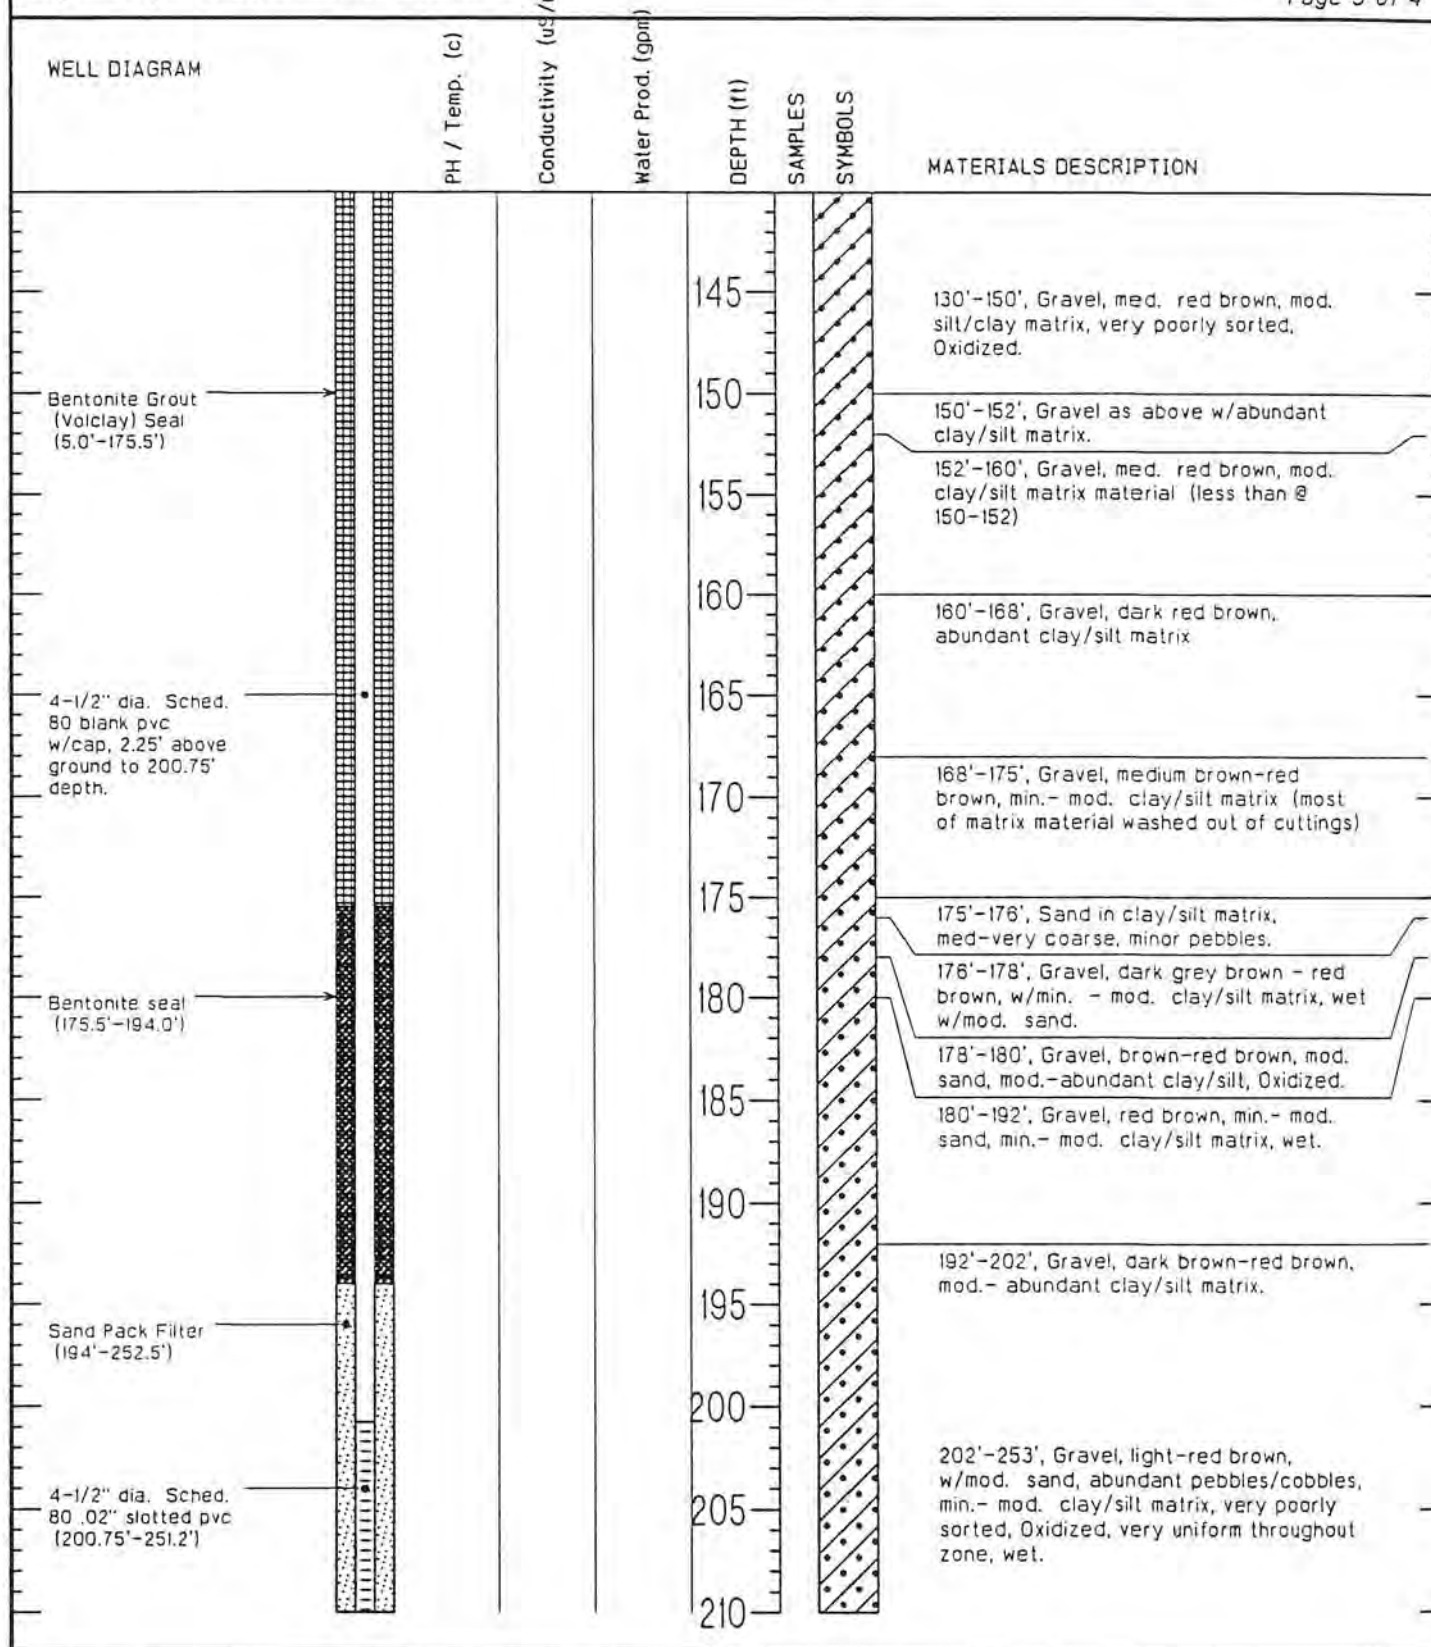 Page 3 of 4
WELL DIAGRAM
PH / Temp. (c)
Conductivity (uS/
Water Prod. (gpm)
DEPTH (ft)
SAMPLES
SYMBOLS
MATERIALS DESCRIPTION
145
130'-150', Gravel, med. red brown, mod.
silt/clay matrix, very poorly sorted,
Oxidized.
Bentonite Grout
(Volclay) Seal
(5.0'-175.5')
150
150'-152', Gravel as above w/abundant
clay/silt matrix.
152'-160', Gravel, med. red brown, mod.
clay/silt matrix material (less than @
150-152)
155
160
160'-168', Gravel, dark red brown,
abundant clay/silt matrix
4-1/2" dia. Sched.
80 blank pvc
w/cap, 2.25' above
ground to 200.75'
depth.
165
168'-175', Gravel, medium brown-red
brown, min.- mod. clay/silt matrix (most
of matrix material washed out of cuttings)
170
175
175'-176', Sand in clay/silt matrix,
med-very coarse, minor pebbles.
176'-178', Gravel, dark grey brown - red
brown, w/min. - mod. clay/silt matrix, wet
w/mod. sand.
Bentonite seal
(175.5'-194.0')
180
178'-180', Gravel, brown-red brown, mod.
sand, mod.-abundant clay/silt, Oxidized.
185
180'-192', Gravel, red brown, min.- mod.
sand, min.- mod. clay/silt matrix, wet.
190
192'-202', Gravel, dark brown-red brown,
mod.- abundant clay/silt matrix.
195
Sand Pack Filter
(194'-252.5')
200
202'-253', Gravel, light-red brown,
w/mod. sand, abundant pebbles/cobbles,
min.- mod. clay/silt matrix, very poorly
sorted, Oxidized, very uniform throughout
zone, wet.
4-1/2" dia. Sched.
80 .02" slotted pvc
(200.75'-251.2')
205
210